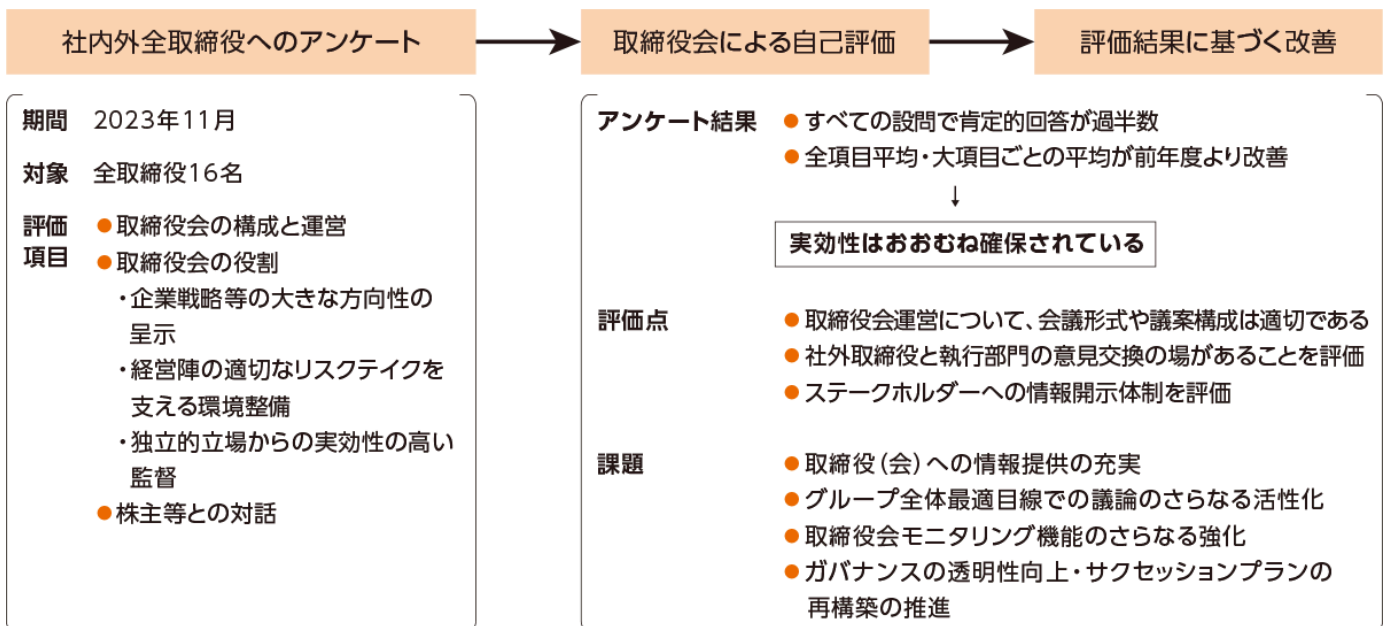 社内外全取締役へのアンケート
取締役会による自己評価
評価結果に基づく改善
期間 2023年11月
対象 全取締役16名
評価項目
●取締役会の構成と運営
●取締役会の役割
・企業戦略等の大きな方向性の
呈示
・経営陣の適切なリスクテイクを
支える環境整備
・独立的立場からの実効性の高い
監督
●株主等との対話
アンケート結果 ●すべての設問で肯定的回答が過半数
●全項目平均・大項目ごとの平均が前年度より改善
↓
実効性はおおむね確保されている
評価点 ●取締役会運営について、会議形式や議案構成は適切である
●社外取締役と執行部門の意見交換の場があることを評価
●ステークホルダーへの情報開示体制を評価
課題 ●取締役(会)への情報提供の充実
●グループ全体最適目線での議論のさらなる活性化
●取締役会モニタリング機能のさらなる強化
●ガバナンスの透明性向上・サクセッションプランの
再構築の推進